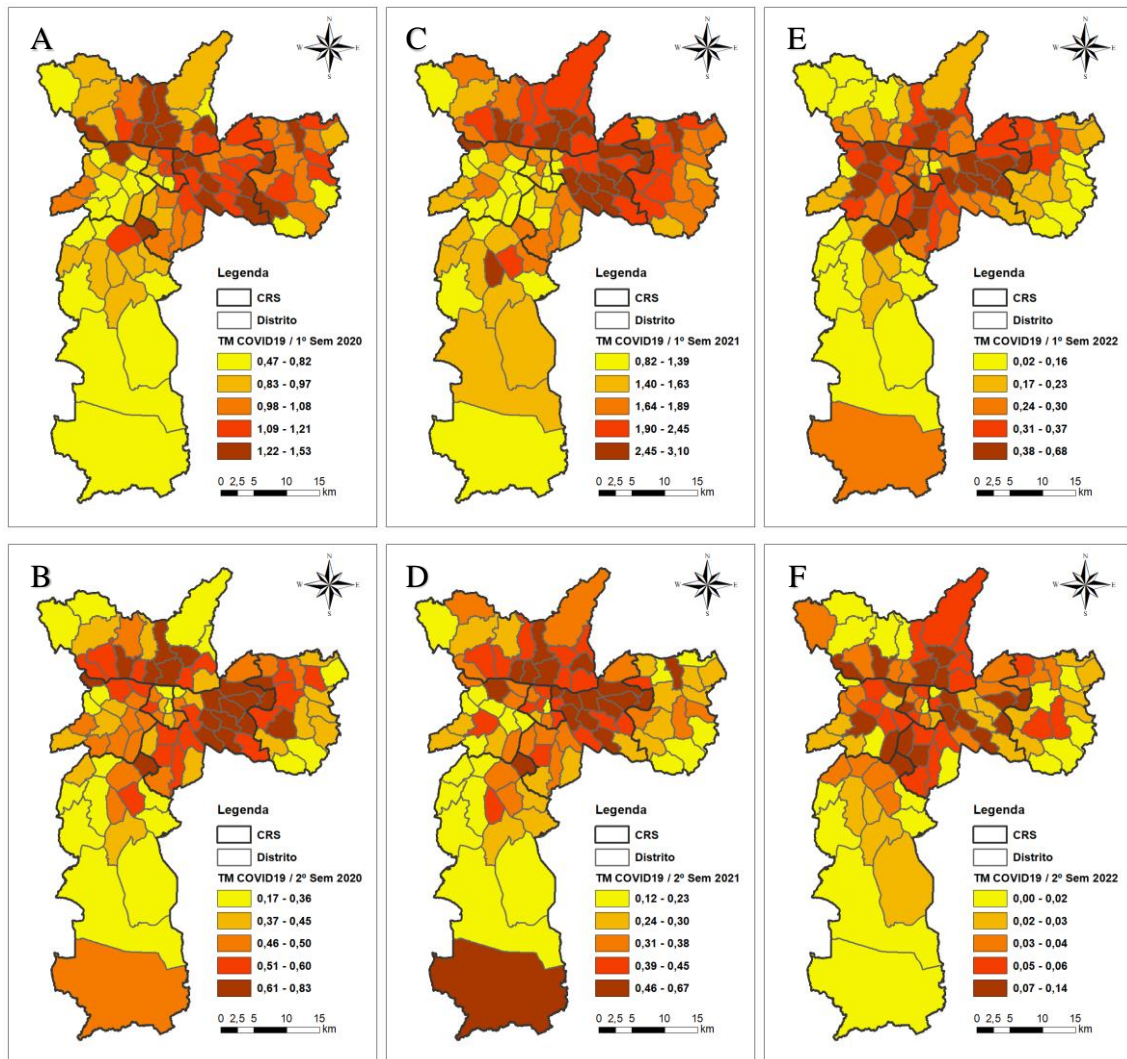 A
N
W
E
S
Legenda
CRS
Distrito
TM COVID19 / 1º Sem 2020
0,47 - 0,82
0,83 - 0,97
0,98 - 1,08
1,09 - 1,21
1,22 - 1,53
0 2,5 5 10 15
km
C
N
W
E
S
Legenda
CRS
Distrito
TM COVID19 / 1º Sem 2021
0,82 - 1,39
1,40 - 1,63
1,64 - 1,89
1,90 - 2,45
2,45 - 3,10
0 2,5 5 10 15
km
E
N
W
E
S
Legenda
CRS
Distrito
TM COVID19 / 1º Sem 2022
0,02 - 0,16
0,17 - 0,23
0,24 - 0,30
0,31 - 0,37
0,38 - 0,68
0 2,5 5 10 15
km
B
N
W
E
S
Legenda
CRS
Distrito
TM COVID19 / 2º Sem 2020
0,17 - 0,36
0,37 - 0,45
0,46 - 0,50
0,51 - 0,60
0,61 - 0,83
0 2,5 5 10 15
km
D
N
W
E
S
Legenda
CRS
Distrito
TM COVID19 / 2º Sem 2021
0,12 - 0,23
0,24 - 0,30
0,31 - 0,38
0,39 - 0,45
0,46 - 0,67
0 2,5 5 10 15
km
F
N
W
E
S
Legenda
CRS
Distrito
TM COVID19 / 2º Sem 2022
0,00 - 0,02
0,02 - 0,03
0,03 - 0,04
0,05 - 0,06
0,07 - 0,14
0 2,5 5 10 15
km